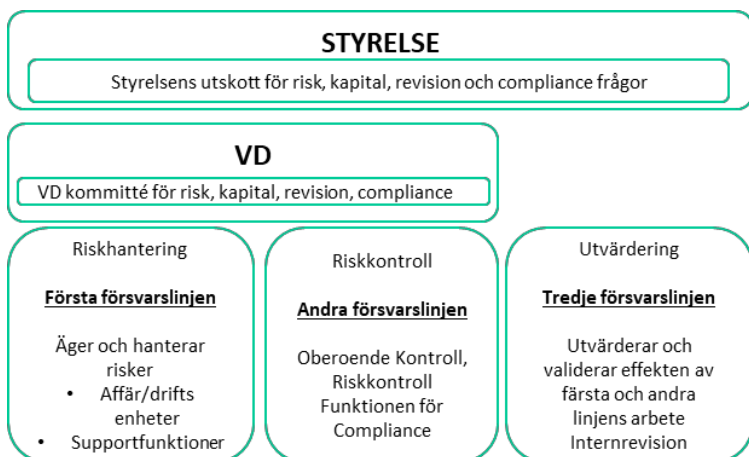 STYRELSE
Styrelsens utskott för risk, kapital, revision och compliance frågor
VD
VD kommitté för risk, kapital, revision, compliance
Riskhantering
Första försvarslinjen
Äger och hanterar
risker
• Affär/drifts
enheter
• Supportfunktioner
Riskkontroll
Andra försvarslinjen
Oberoende Kontroll,
Riskkontroll
Funktionen för
Compliance
Utvärdering
Tredje försvarslinjen
Utvärderar och
validerar effekten av
färsta och andra
linjens arbete
Internrevision